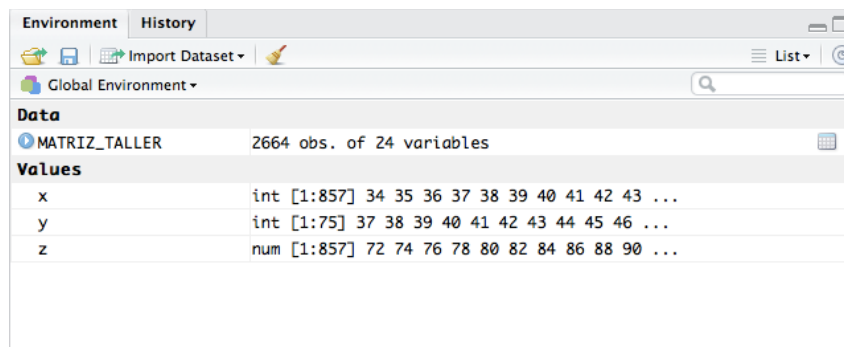 Environment History
Import Dataset List
Global Environment
Data
MATRIZ_TALLER 2664 obs. of 24 variables
Values
x int [1:857] 34 35 36 37 38 39 40 41 42 43 ...
y int [1:75] 37 38 39 40 41 42 43 44 45 46 ...
z num [1:857] 72 74 76 78 80 82 84 86 88 90 ...